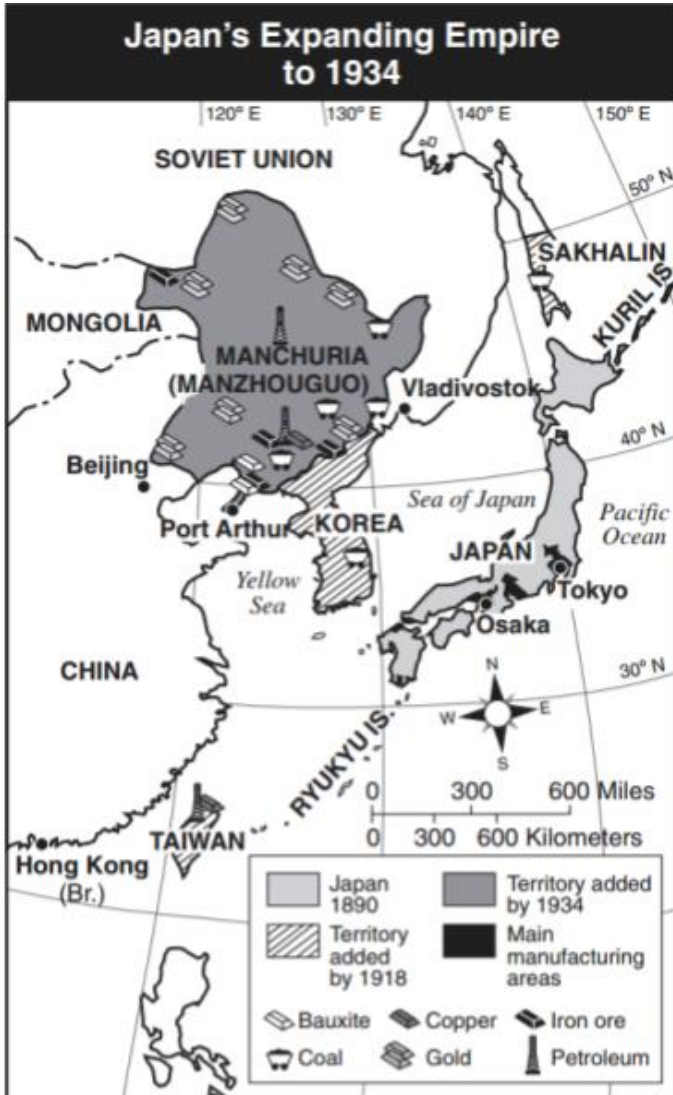 Japan's Expanding Empire
to 1934
120° E
130° E
140° E
150° E
SOVIET UNION
50° N
SAKHALIN
KURIL IS.
MONGOLIA
MANCHURIA
(MANZHOUGUO)
Vladivostok
40° N
Beijing
Port Arthur
KOREA
Sea of Japan
Pacific
Ocean
JAPAN
Tokyo
Yellow
Sea
Osaka
CHINA
30° N
N
W
E
S
RYUKYU IS.
0 300 600 Miles
0 300 600 Kilometers
TAIWAN
Hong Kong
(Br.)
Japan
1890
Territory added
by 1934
Territory
added
by 1918
Main
manufacturing
areas
Bauxite
Copper
Iron ore
Coal
Gold
Petroleum